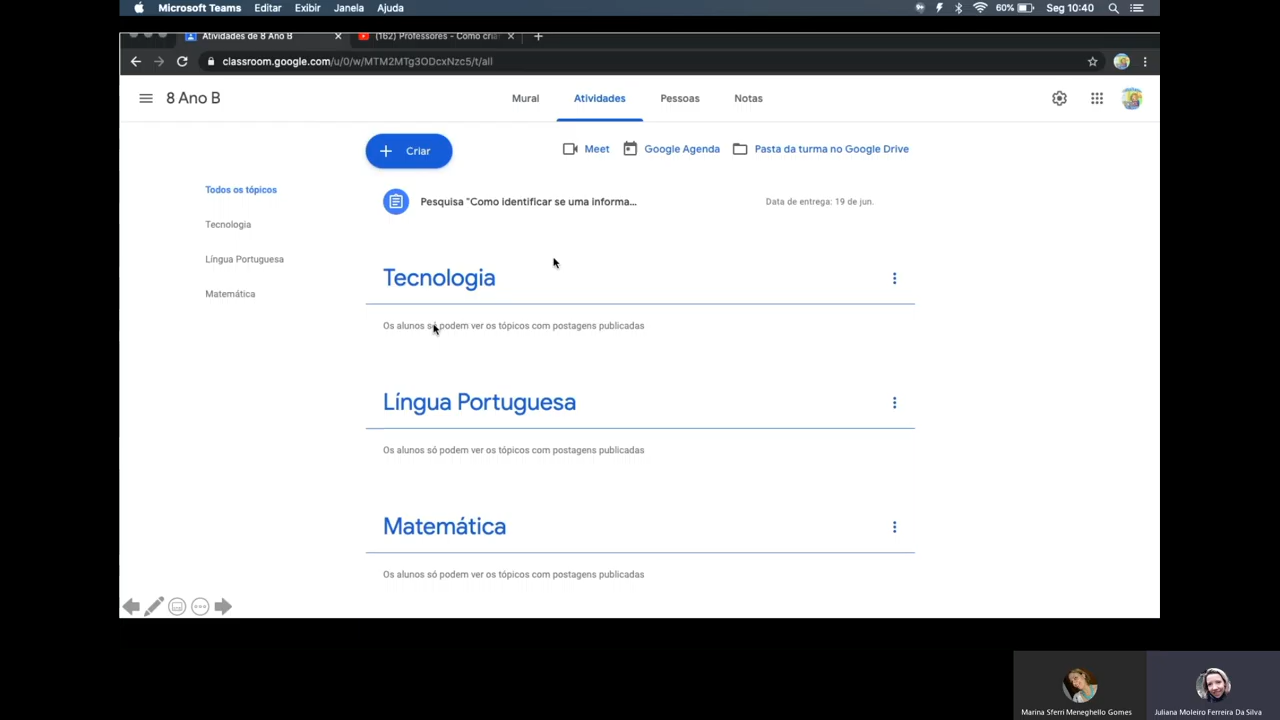 Microsoft Teams Editar Exibir Janela Ajuda 60% Seg 10:40
Atividades de 8 Ano B (162) Professores - Como cria
classroom.google.com/u/0/w/MTM2MTg3ODcxNzc5/t/all
8 Ano B Mural Atividades Pessoas Notas
Criar Meet Google Agenda Pasta da turma no Google Drive
Todos os tópicos
Tecnologia
Língua Portuguesa
Matemática
Pesquisa "Como identificar se uma informa... Data de entrega: 19 de jun.
Tecnologia
Os alunos só podem ver os tópicos com postagens publicadas
Língua Portuguesa
Os alunos só podem ver os tópicos com postagens publicadas
Matemática
Os alunos só podem ver os tópicos com postagens publicadas
Marina Sferri Meneghello Gomes Juliana Moleiro Ferreira Da Silva